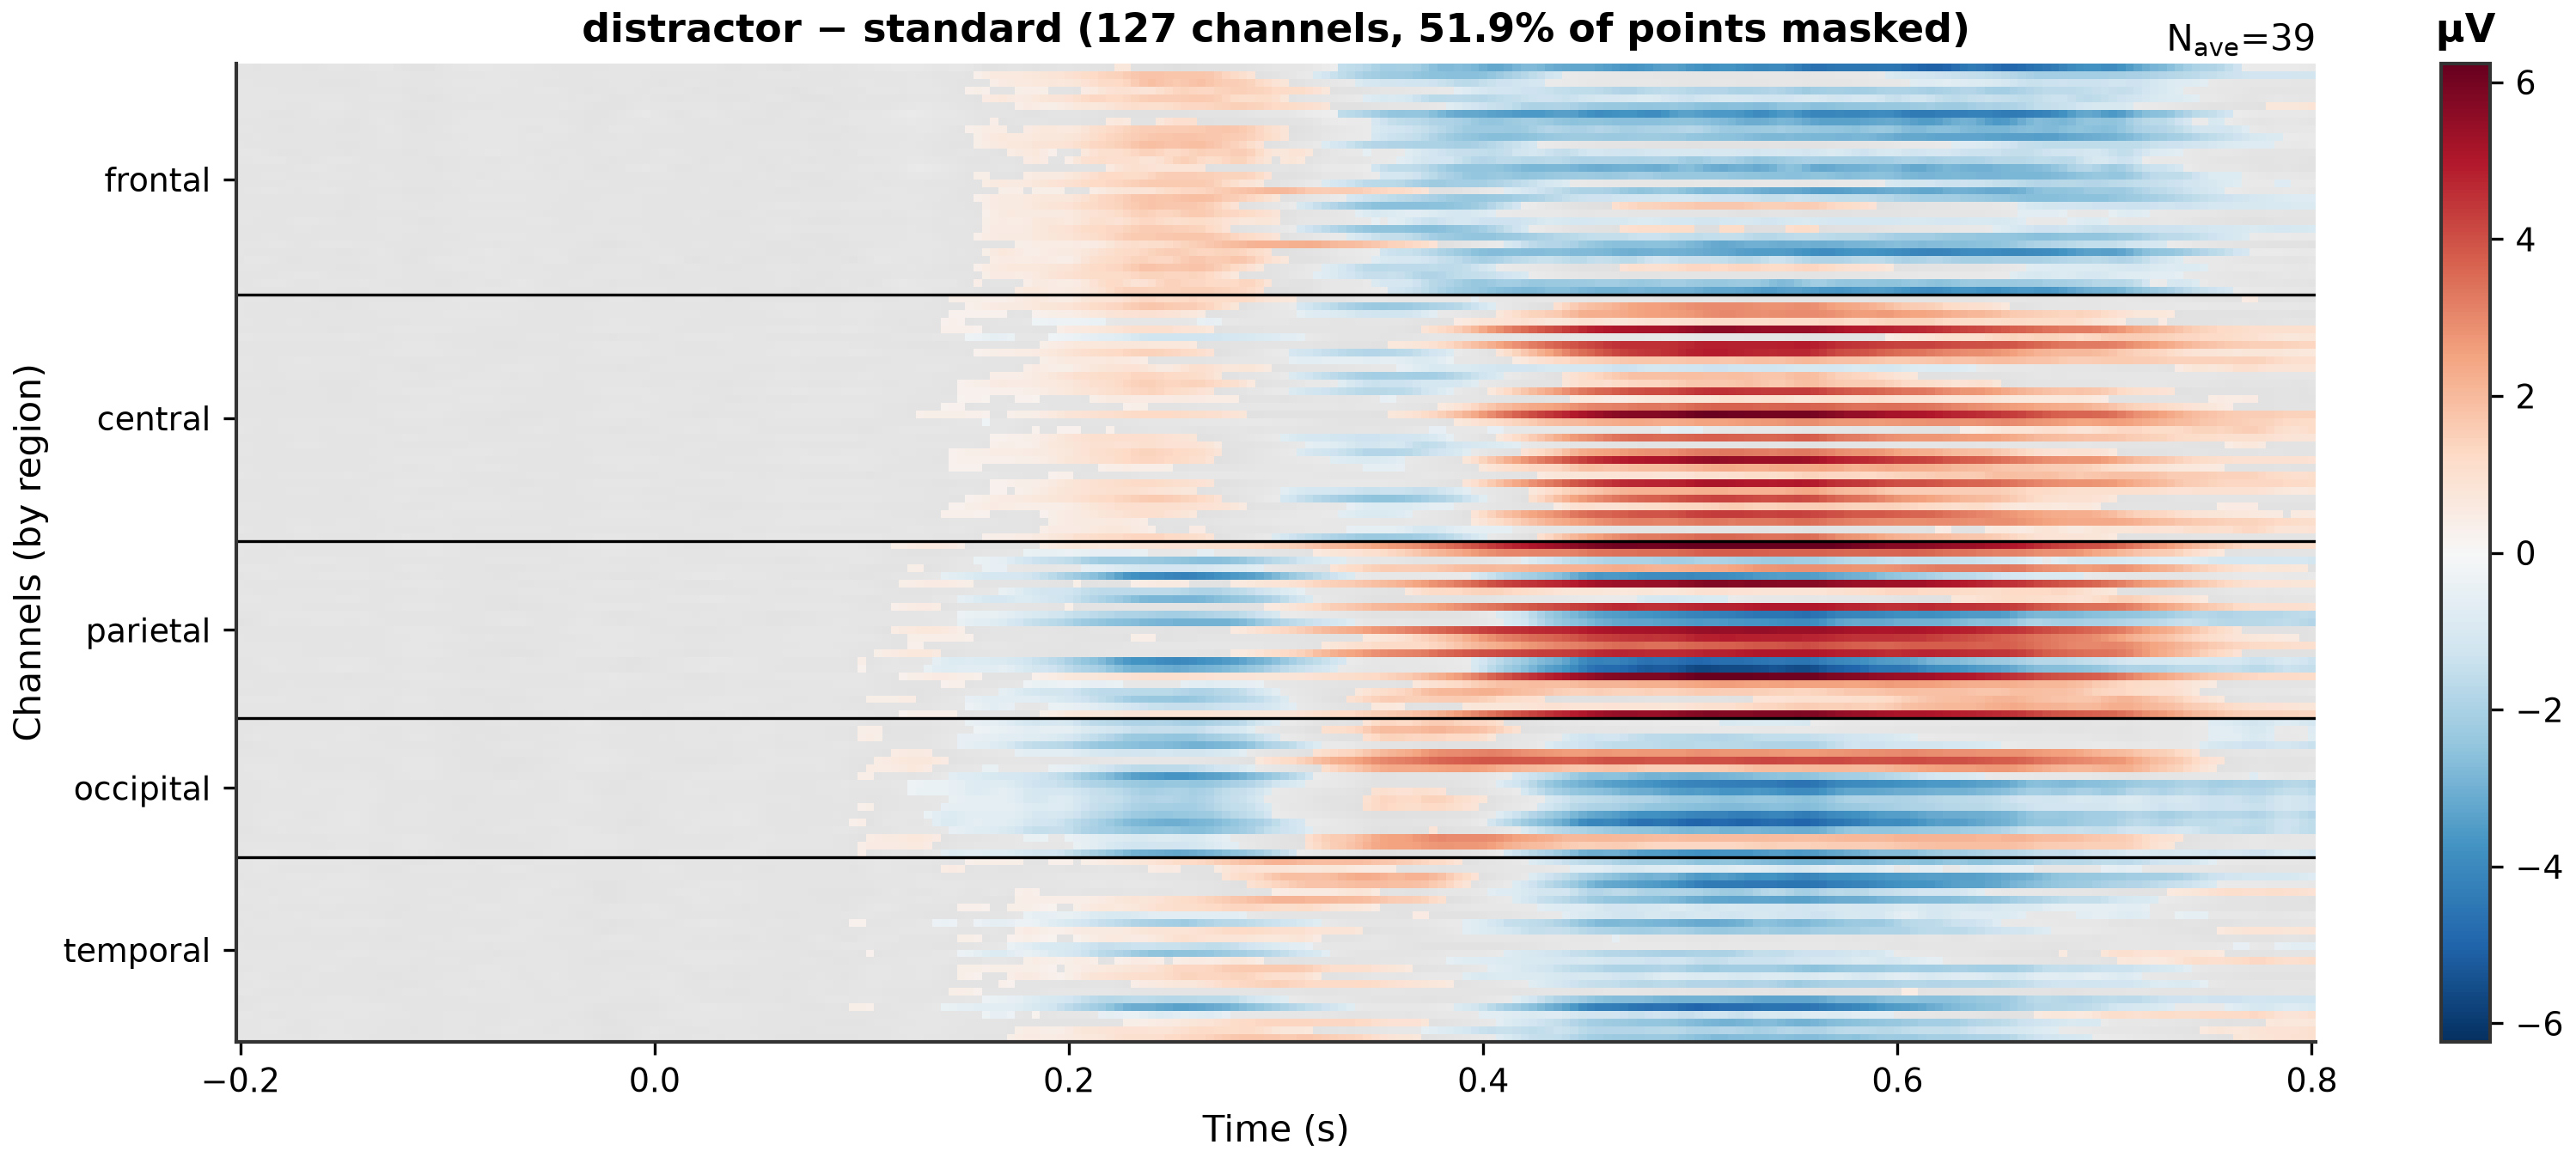 distractor − standard (127 channels, 51.9% of points masked)
Nave=39
µV
Channels (by region)
frontal
central
parietal
occipital
temporal
−0.2
0.0
0.2
0.4
0.6
0.8
Time (s)
6
4
2
0
−2
−4
−6